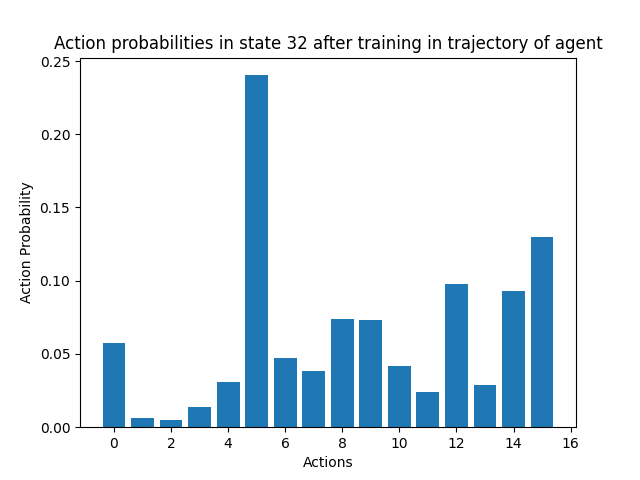 Action probabilities in state 32 after training in trajectory of agent
0.25
0.20
0.15
0.10
0.05
0.00
Action Probability
0 2 4 6 8 10 12 14 16
Actions